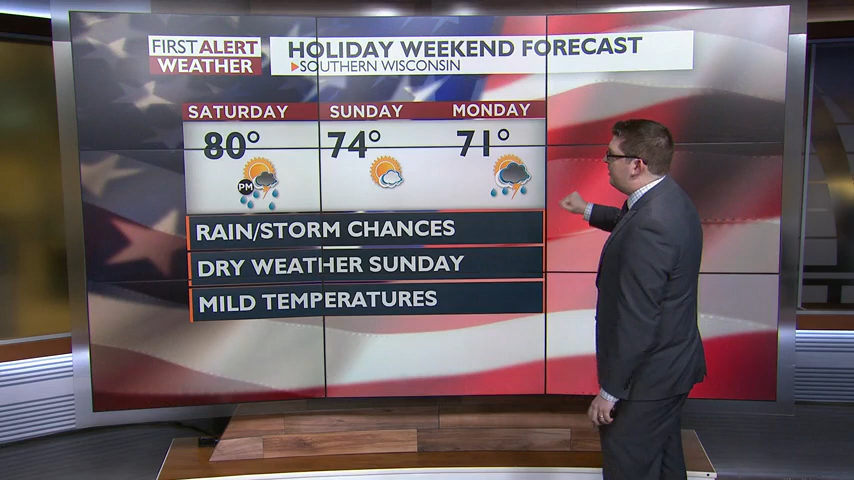 FIRST ALERT
WEATHER
HOLIDAY WEEKEND FORECAST
SOUTHERN WISCONSIN
SATURDAY SUNDAY MONDAY
80° 74° 71°
PM
RAIN/STORM CHANCES
DRY WEATHER SUNDAY
MILD TEMPERATURES